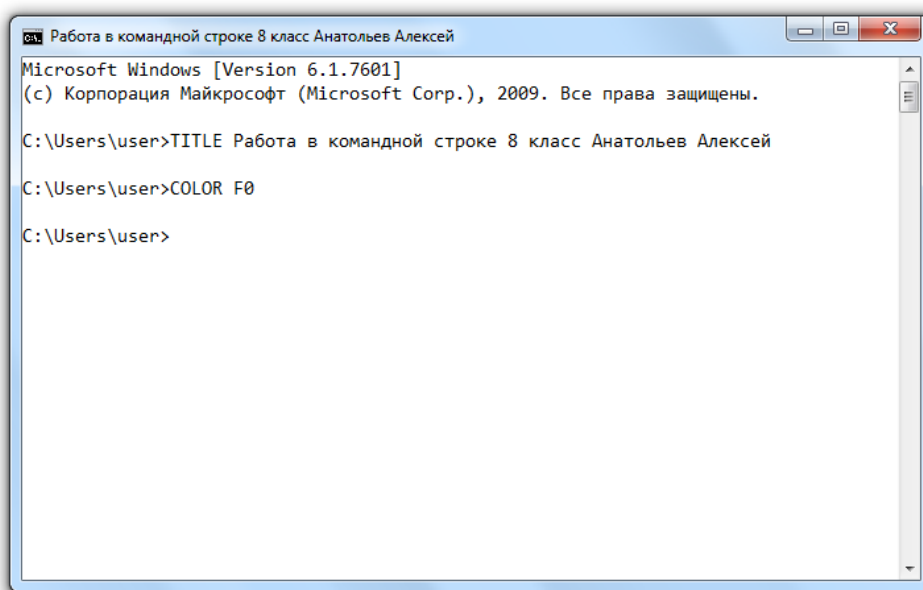 Работа в командной строке 8 класс Анатольев Алексей
Microsoft Windows [Version 6.1.7601]
(c) Корпорация Майкрософт (Microsoft Corp.), 2009. Все права защищены.
C:\Users\user>TITLE Работа в командной строке 8 класс Анатольев Алексей
C:\Users\user>COLOR F0
C:\Users\user>